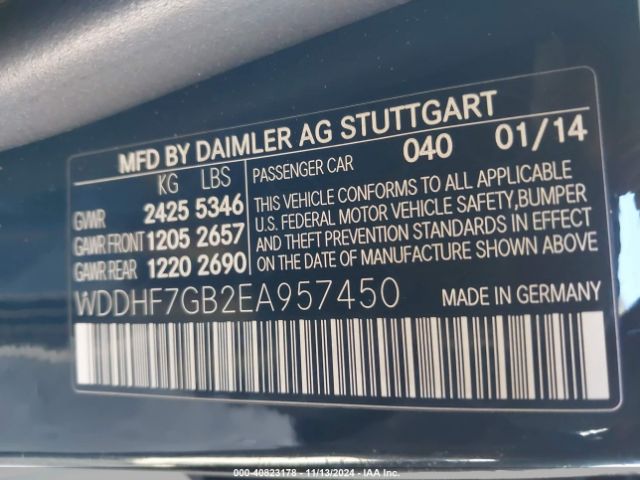 MFD BY DAIMLER AG STUTTGART
KG LBS PASSENGER CAR 040 01/14
GVWR 2425 5346
GAWR FRONT 1205 2657
GAWR REAR 1220 2690
THIS VEHICLE CONFORMS TO ALL APPLICABLE
U.S. FEDERAL MOTOR VEHICLE SAFETY, BUMPER
AND THEFT PREVENTION STANDARDS IN EFFECT
ON THE DATE OF MANUFACTURE SHOWN ABOVE.
WDDHF7GB2EA957450 MADE IN GERMANY
000-40823178 - 11/13/2024 - IAA Inc.